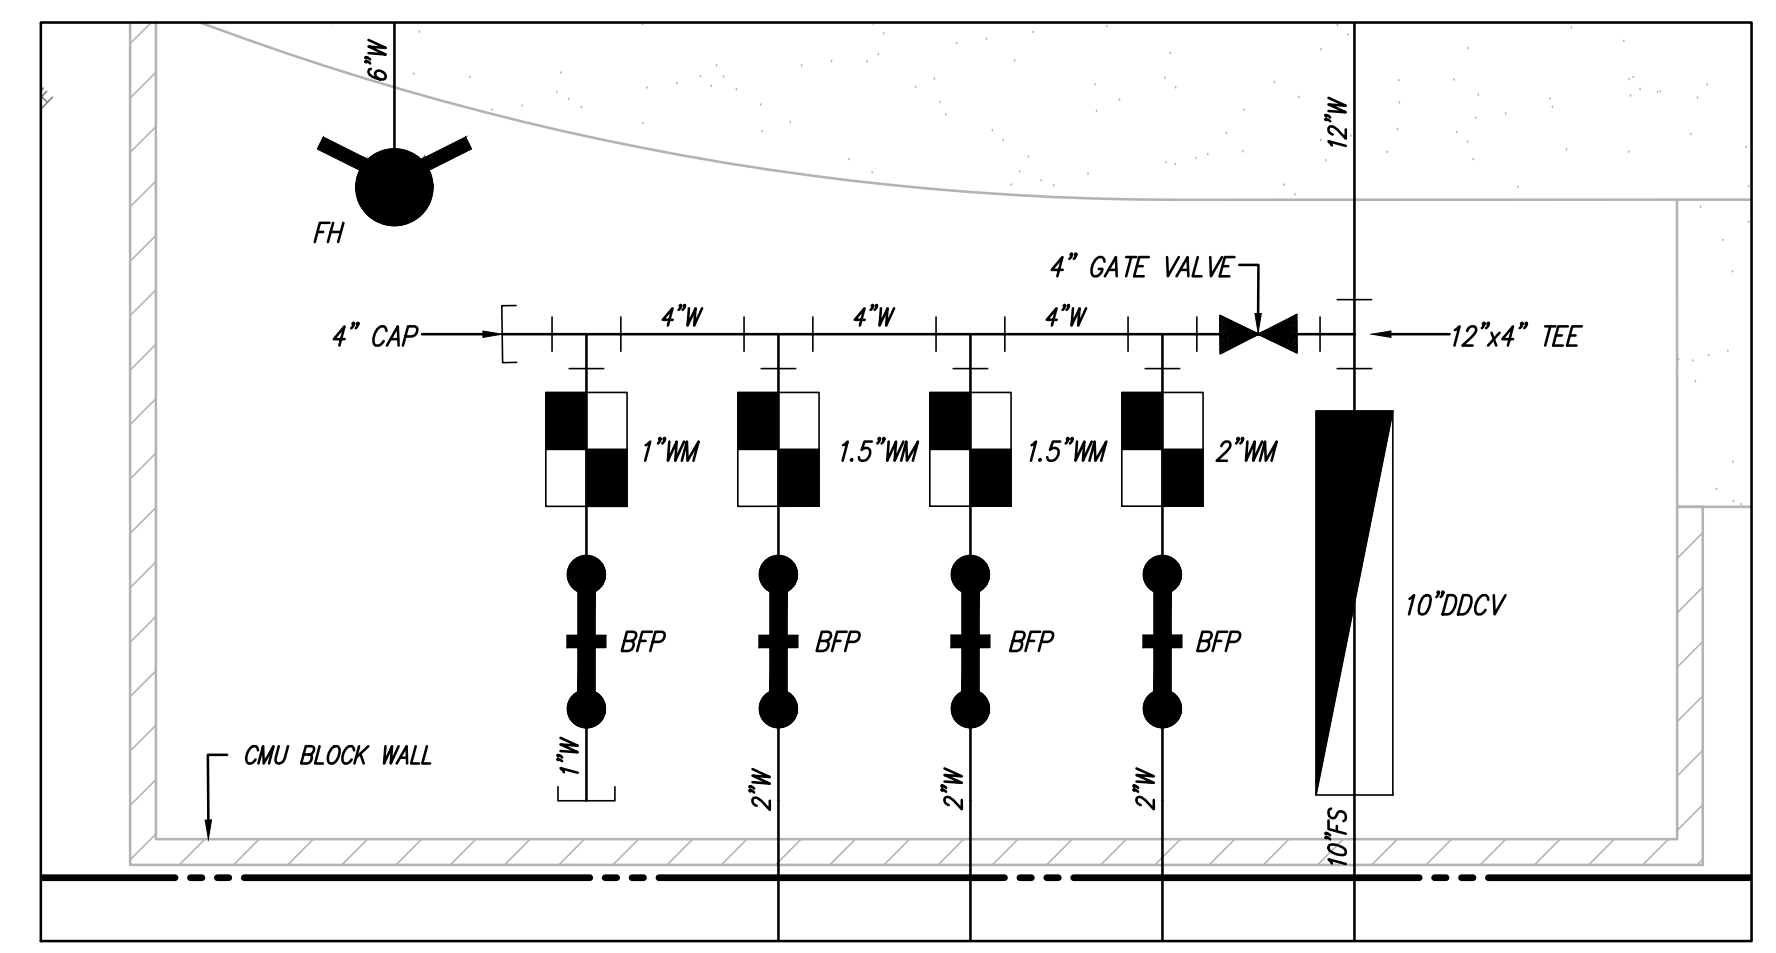 6"W
12"W
FH
4" GATE VALVE
4" CAP
4"W
4"W
4"W
12"x4" TEE
1"WM
1.5"WM
1.5"WM
2"WM
10"DDCV
BFP
BFP
BFP
BFP
CMU BLOCK WALL
1"W
2"W
2"W
2"W
10"FS